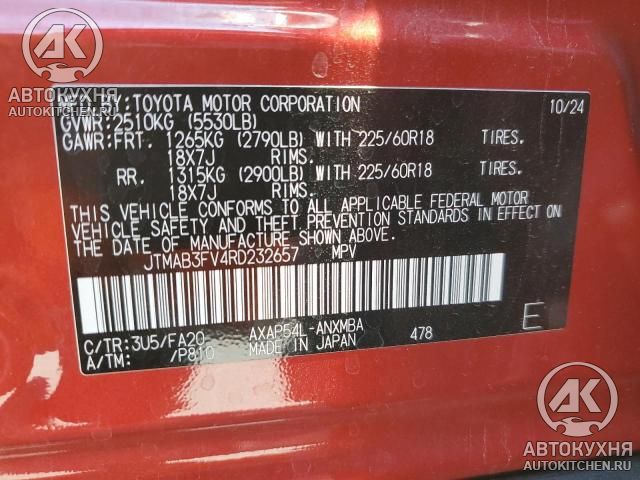 АВТОКУХНЯ
AutoKitchen.ru
АК
MFD. BY: TOYOTA MOTOR CORPORATION 10/24
GVWR: 2510KG (5530LB)
GAWR: FRT. 1265KG (2790LB) WITH 225/60R18 TIRES.
18X7J RIMS.
RR. 1315KG (2900LB) WITH 225/60R18 TIRES.
18X7J RIMS.
THIS VEHICLE CONFORMS TO ALL APPLICABLE FEDERAL MOTOR
VEHICLE SAFETY AND THEFT PREVENTION STANDARDS IN EFFECT ON
THE DATE OF MANUFACTURE SHOWN ABOVE.
JTMAB3FV4RD232657 MPV
C/TR: 3U5/FA20 AXAP54L-ANXMBA 478 E
A/TM: /P810 MADE IN JAPAN
АК
АВТОКУХНЯ
AUTOKITCHEN.RU